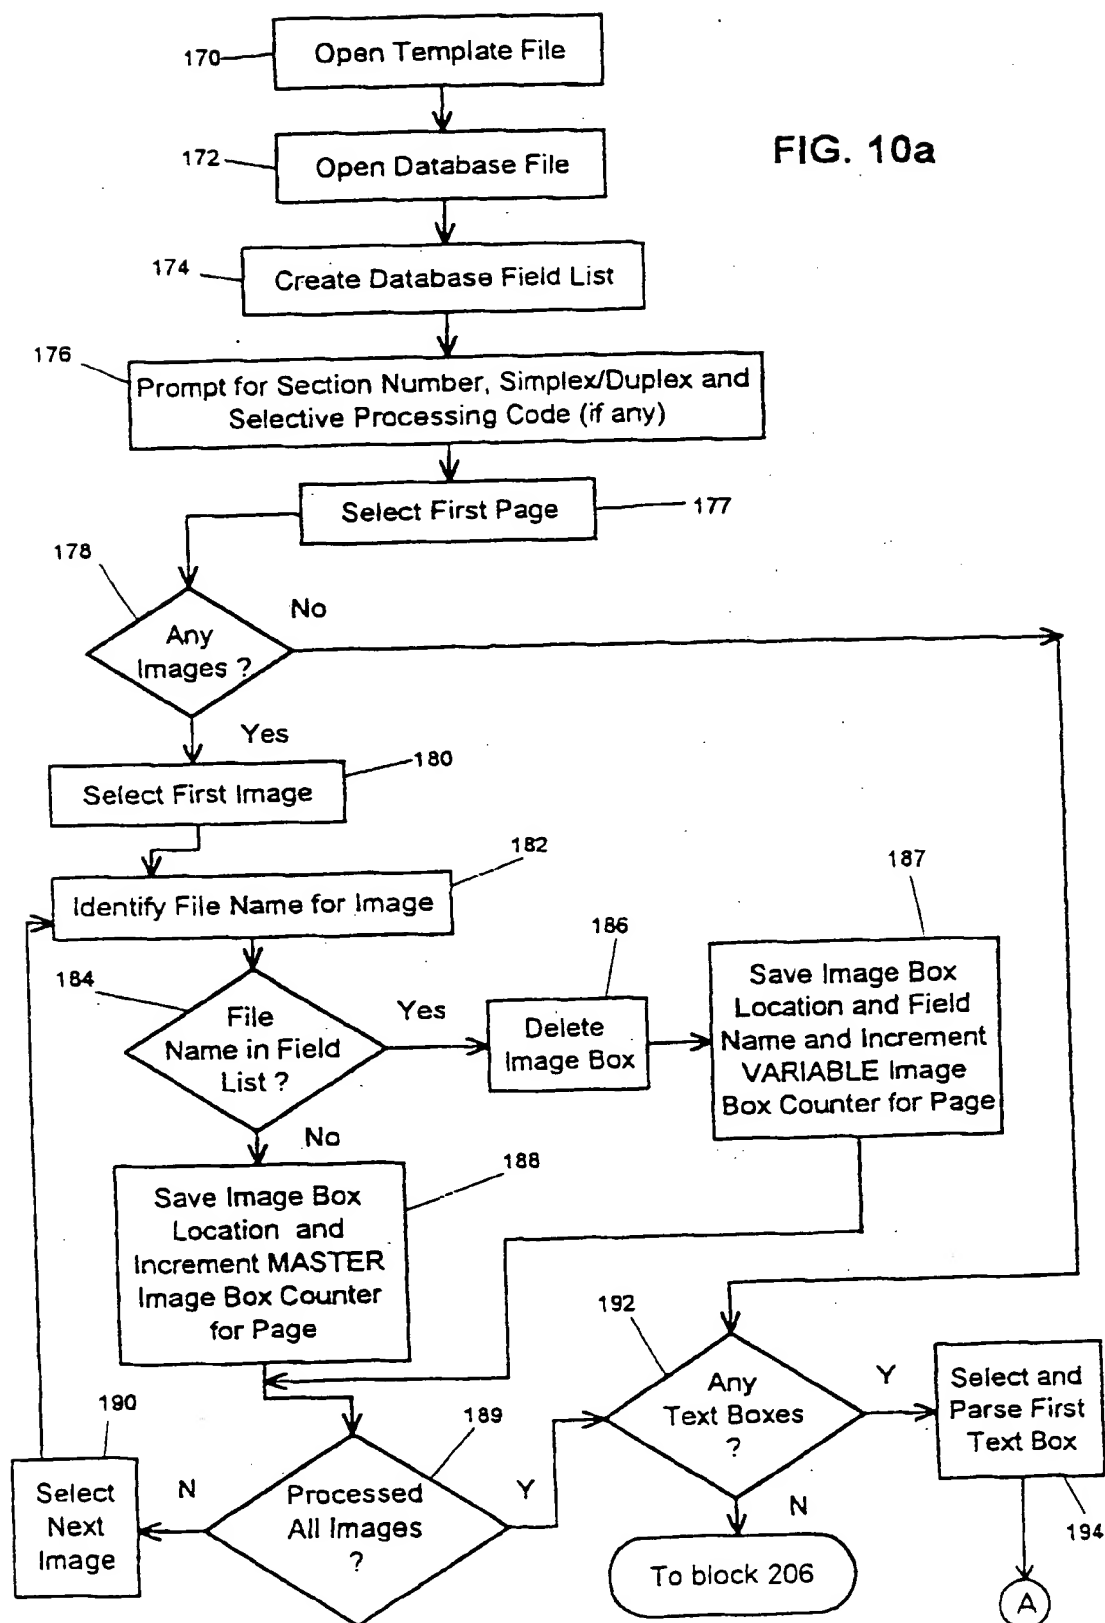 170
Open Template File
172
Open Database File
FIG. 10a
174
Create Database Field List
176
Prompt for Section Number, Simplex/Duplex and
Selective Processing Code (if any)
Select First Page
177
178
Any
Images ?
No
Yes
Select First Image
180
Identify File Name for Image
182
184
File
Name in Field
List ?
Yes
No
186
Delete
Image Box
187
Save Image Box
Location and Field
Name and Increment
VARIABLE Image
Box Counter for Page
188
Save Image Box
Location and
Increment MASTER
Image Box Counter
for Page
190
Select
Next
Image
N
189
Processed
All Images
?
Y
192
Any
Text Boxes
?
Y
N
To block 206
Select and
Parse First
Text Box
194
A